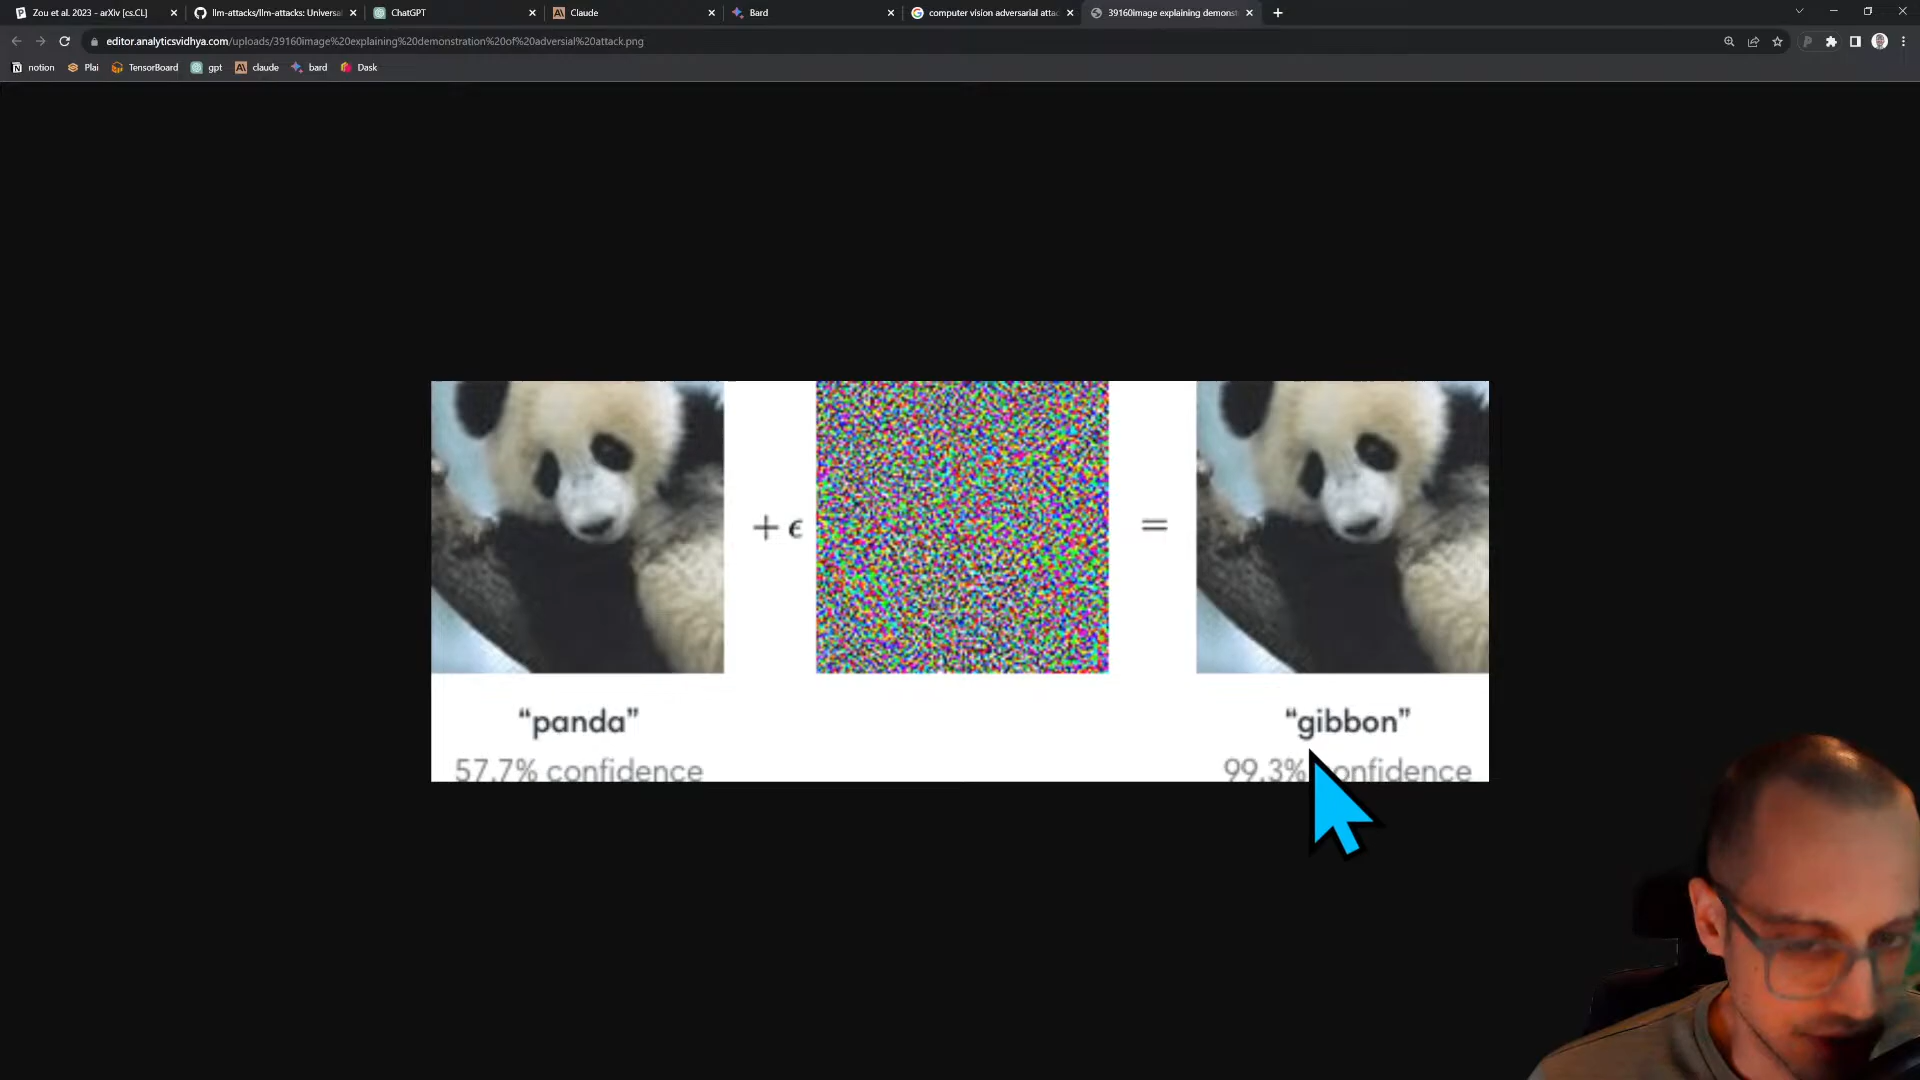 Zou et al. 2023 - arXiv [cs.CL]
llm-attacks/llm-attacks: Universa
ChatGPT
Claude
Bard
computer vision adversarial atta
39160image explaining demonst
editor.analyticsvidhya.com/uploads/39160image%20explaining%20demonstration%20of%20adversial%20attack.png
notion
Plai
TensorBoard
gpt
claude
bard
Dask
+ ϵ
=
“panda”
“gibbon”
57.7% confidence
99.3% confidence